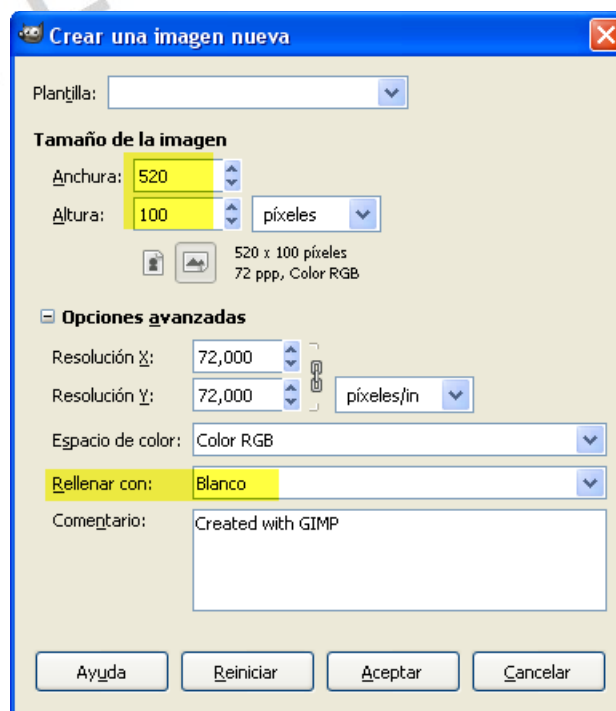 Crear una imagen nueva
Plantilla:
Tamaño de la imagen
Anchura: 520
Altura: 100 píxeles
520 x 100 píxeles
72 ppp, Color RGB
Opciones avanzadas
Resolución X: 72,000
Resolución Y: 72,000 píxeles/in
Espacio de color: Color RGB
Rellenar con: Blanco
Comentario: Created with GIMP
Ayuda Reiniciar Aceptar Cancelar